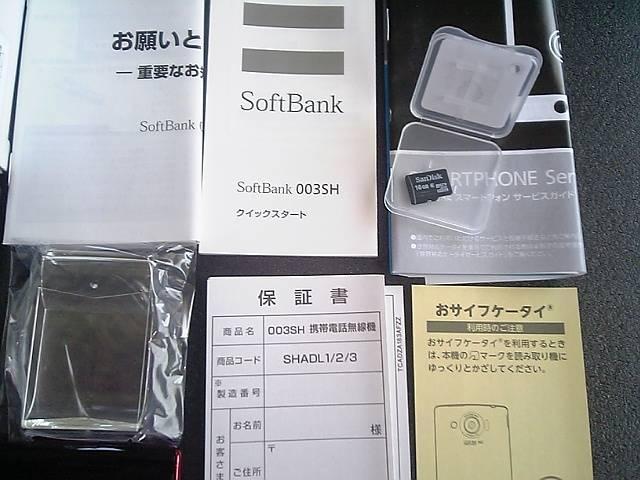 お願いと
― 重要なお
SoftBank
SoftBank
SoftBank 003SH
クイックスタート
SanDisk
16GB
RTPHONE Ser
スマートフォン サービスガイド
保証書
商品名
003SH 携帯電話無線機
商品コード
SHADL1/2/3
※
製造番号
お客さま
お名前
様
ご住所
〒
TCADZA183AFZZ
おサイフケータイ®
利用時のご注意
おサイフケータイ®を利用するとき
は、本機の マークを読み取り機に
ゆっくりとかざしてください。